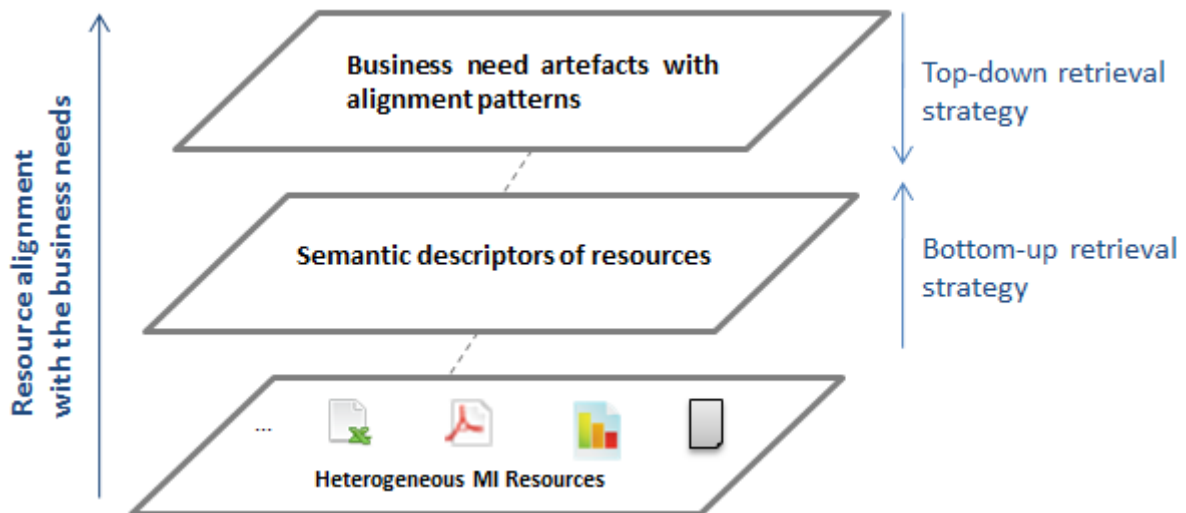 Business need artefacts with
alignment patterns
Top-down retrieval
strategy
Resource alignment
with the business needs
Semantic descriptors of resources
Bottom-up retrieval
strategy
...
Heterogeneous MI Resources